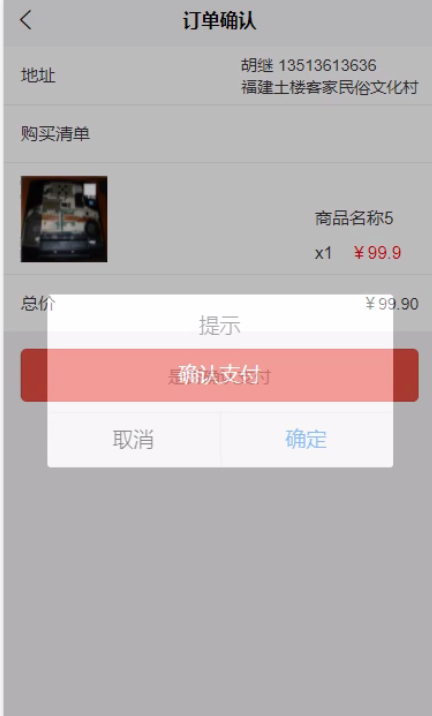 订单确认
地址
胡继 13513613636
福建土楼客家民俗文化村
购买清单
商品名称5
x1 ￥99.9
总价
￥99.90
提示
确认支付
取消
确定